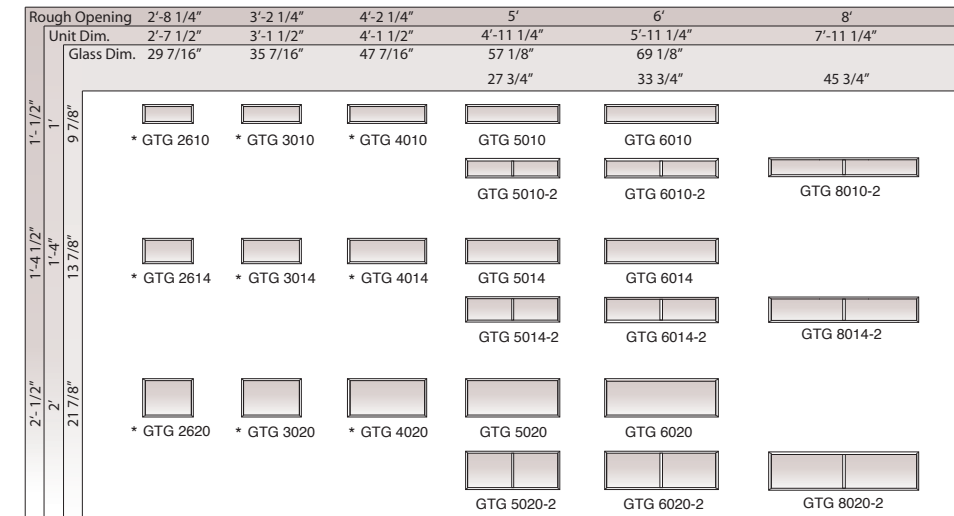 Rough Opening 2'-8 1/4" 3'-2 1/4" 4'-2 1/4" 5' 6' 8'
Unit Dim. 2'-7 1/2" 3'-1 1/2" 4'-1 1/2" 4'-11 1/4" 5'-11 1/4" 7'-11 1/4"
Glass Dim. 29 7/16" 35 7/16" 47 7/16" 57 1/8" 69 1/8"
27 3/4" 33 3/4" 45 3/4"
1'- 1/2" 1' 9 7/8"
* GTG 2610 * GTG 3010 * GTG 4010 GTG 5010 GTG 6010
GTG 5010-2 GTG 6010-2 GTG 8010-2
1'-4 1/2" 1'-4" 13 7/8"
* GTG 2614 * GTG 3014 * GTG 4014 GTG 5014 GTG 6014
GTG 5014-2 GTG 6014-2 GTG 8014-2
2'- 1/2" 2' 21 7/8"
* GTG 2620 * GTG 3020 * GTG 4020 GTG 5020 GTG 6020
GTG 5020-2 GTG 6020-2 GTG 8020-2